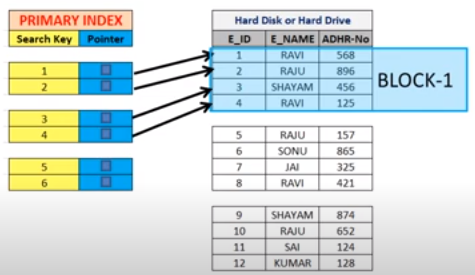 PRIMARY INDEX
Search Key Pointer
1
2
3
4
5
6
Hard Disk or Hard Drive
E_ID E_NAME ADHR-No
1 RAVI 568
2 RAJU 896
3 SHAYAM 456
4 RAVI 125
BLOCK-1
5 RAJU 157
6 SONU 865
7 JAI 325
8 RAVI 421
9 SHAYAM 874
10 RAJU 652
11 SAI 124
12 KUMAR 128